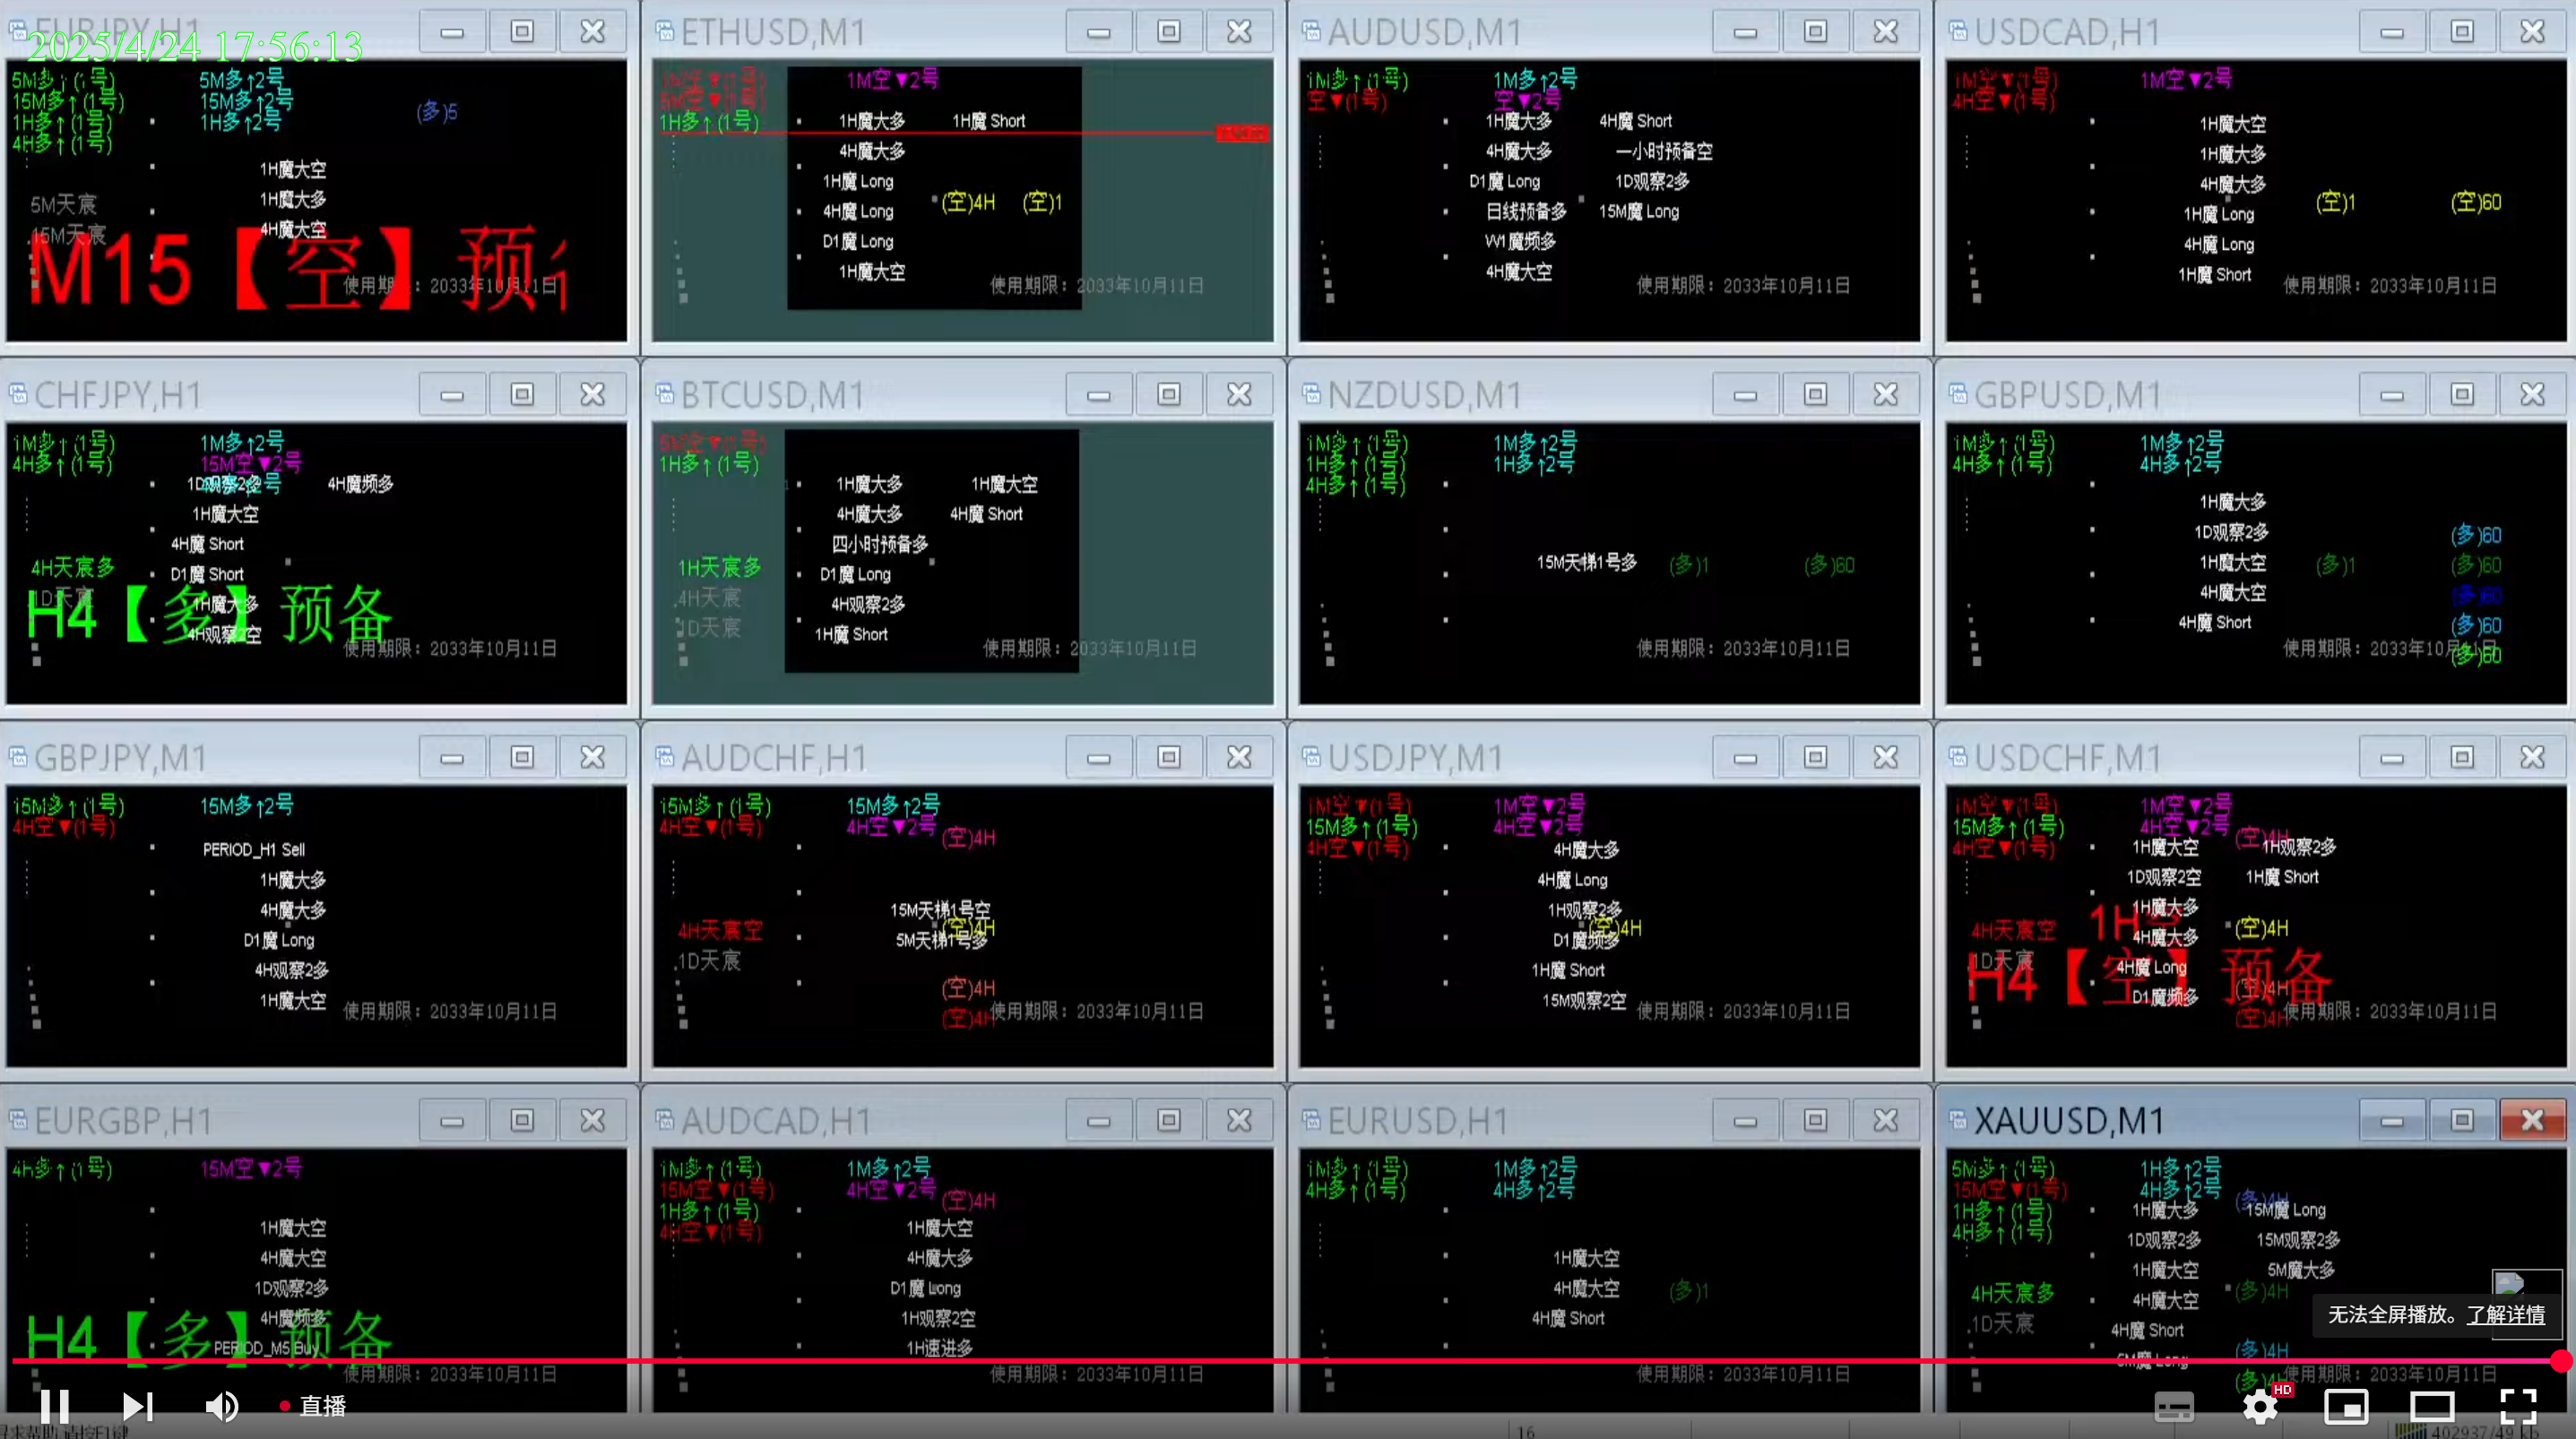 EURJPY,H1
2025/4/24 17:56:13
5M多↑(1号)
5M多↑2号
15M多↑(1号)
15M多↑2号
(多)5
1H多↑(1号)
1H多↑2号
4H多↑(1号)
1H魔大空
1H魔大多
5M天宸
4H魔大空
15M天宸
M15【空】预
使用期限：2033年10月11日
ETHUSD,M1
1M空▼(1号)
1M空▼2号
5M空▼(1号)
1H多↑(1号)
1H魔大多
1H魔 Short
4H魔大多
1H魔 Long
(空)4H
(空)1
4H魔 Long
D1魔 Long
1H魔大空
使用期限：2033年10月11日
AUDUSD,M1
1M多↑(1号)
1M多↑2号
空▼(1号)
空▼2号
1H魔大多
4H魔 Short
4H魔大多
一小时预备空
D1魔 Long
1D观察2多
日线预备多
15M魔 Long
W1魔频多
4H魔大空
使用期限：2033年10月11日
USDCAD,H1
1M空▼(1号)
1M空▼2号
4H空▼(1号)
1H魔大空
1H魔大多
4H魔大多
(空)1
(空)60
1H魔 Long
4H魔 Long
1H魔 Short
使用期限：2033年10月11日
CHFJPY,H1
1M多↑(1号)
1M多↑2号
4H多↑(1号)
15M空▼2号
1D观察2多
4H魔频多
1H魔大空
4H魔 Short
4H天宸多
D1魔 Short
1D天宸
1H魔大多
H4【多】预备
4H观察2空
使用期限：2033年10月11日
BTCUSD,M1
5M空▼(1号)
1H多↑(1号)
1H魔大多
1H魔大空
4H魔大多
4H魔 Short
四小时预备多
1H天宸多
D1魔 Long
4H天宸
4H观察2多
1D天宸
1H魔 Short
使用期限：2033年10月11日
NZDUSD,M1
1M多↑(1号)
1M多↑2号
1H多↑(1号)
1H多↑2号
4H多↑(1号)
15M天梯1号多
(多)1
(多)60
使用期限：2033年10月11日
GBPUSD,M1
1M多↑(1号)
1M多↑2号
4H多↑(1号)
4H多↑2号
1H魔大多
1D观察2多
(多)60
1H魔大空
(多)1
(多)60
4H魔大空
(多)60
4H魔 Short
(多)60
使用期限：2033年10月11日
(多)60
GBPJPY,M1
15M多↑(1号)
15M多↑2号
4H空▼(1号)
PERIOD_H1 Sell
1H魔大多
4H魔大多
D1魔 Long
4H观察2多
1H魔大空
使用期限：2033年10月11日
AUDCHF,H1
15M多↑(1号)
15M多↑2号
4H空▼(1号)
4H空▼2号
(空)4H
15M天梯1号空
4H天宸空
(空)4H
5M天梯1号多
1D天宸
(空)4H
(空)4H
使用期限：2033年10月11日
USDJPY,M1
1M空▼(1号)
1M空▼2号
15M多↑(1号)
4H空▼2号
4H空▼(1号)
4H魔大多
4H魔 Long
1H观察2多
(空)4H
D1魔频多
1H魔 Short
15M观察2空
使用期限：2033年10月11日
USDCHF,M1
1M空▼(1号)
1M空▼2号
15M多↑(1号)
4H空▼2号
(空)4H
4H空▼(1号)
1H魔大空
1H观察2多
1D观察2空
1H魔 Short
1H魔大多
1H空
4H天宸空
4H魔大多
(空)4H
1D天宸
4H魔 Long
H4【空】预备
D1魔频多
(空)4H
(空)4H
使用期限：2033年10月11日
EURGBP,H1
4H多↑(1号)
15M空▼2号
1H魔大空
4H魔大空
1D观察2多
4H魔频多
H4【多】预备
PERIOD_M5 Buy
使用期限：2033年10月11日
AUDCAD,H1
1M多↑(1号)
1M多↑2号
15M空▼(1号)
4H空▼2号
(空)4H
1H多↑(1号)
4H空▼(1号)
1H魔大空
4H魔大多
D1魔 Long
1H观察2空
1H速进多
使用期限：2033年10月11日
EURUSD,H1
1M多↑(1号)
1M多↑2号
4H多↑(1号)
4H多↑2号
1H魔大空
4H魔大空
(多)1
4H魔 Short
使用期限：2033年10月11日
XAUUSD,M1
5M多↑(1号)
1H多↑2号
15M空▼(1号)
4H多↑2号
(多)4H
1H多↑(1号)
1H魔大多
15M魔 Long
4H多↑(1号)
1D观察2多
15M观察2多
1H魔大空
5M魔大多
4H天宸多
4H魔大空
(多)4H
1D天宸
4H魔 Short
5M魔 Long
(多)4H
(多)4H
使用期限：2033年10月11日
无法全屏播放。了解详情
直播
HD
16
402937/49 kb